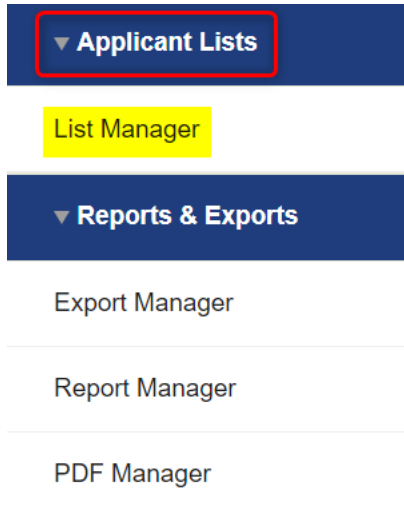 Applicant Lists
List Manager
Reports & Exports
Export Manager
Report Manager
PDF Manager